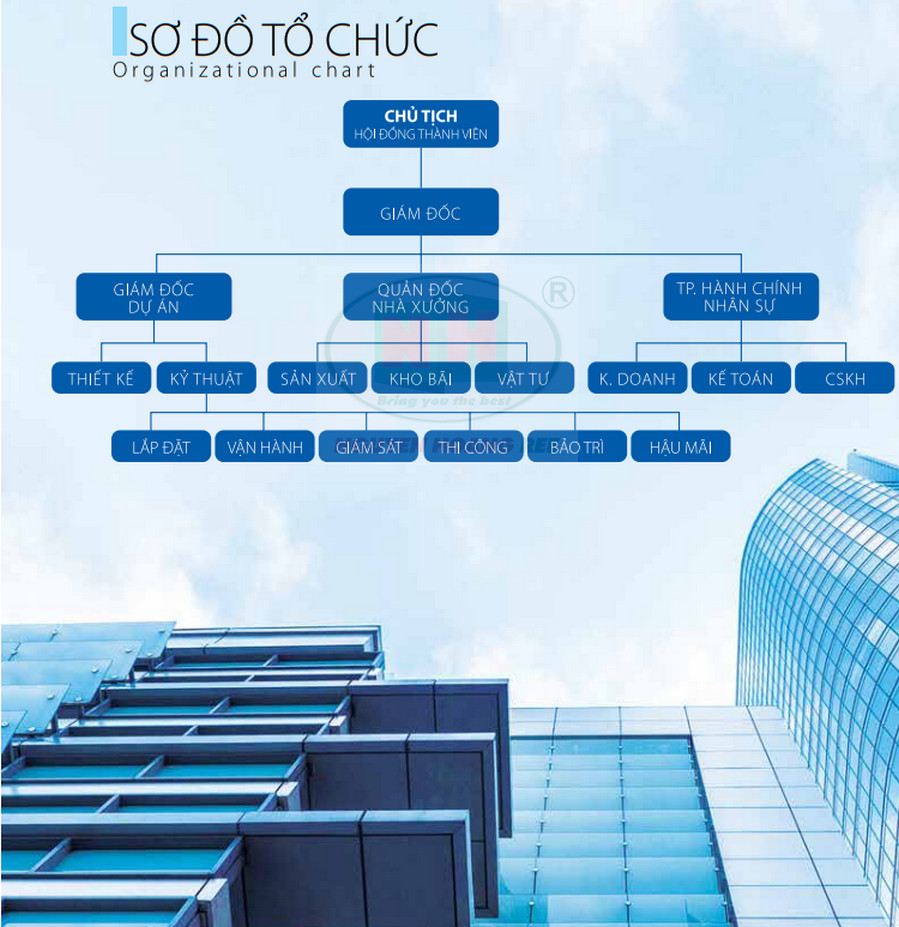 SƠ ĐỒ TỔ CHỨC
Organizational chart
CHỦ TỊCH
HỘI ĐỒNG THÀNH VIÊN
GIÁM ĐỐC
GIÁM ĐỐC
DỰ ÁN
QUẢN ĐỐC
NHÀ XƯỞNG
TP. HÀNH CHÍNH
NHÂN SỰ
®
NH
THIẾT KẾ
KỶ THUẬT
SẢN XUẤT
KHO BÃI
VẬT TƯ
K. DOANH
KẾ TOÁN
CSKH
Bring you the best
LẮP ĐẶT
VẬN HÀNH
GIÁM SÁT
THI CÔNG
BẢO TRÌ
HẬU MÃI